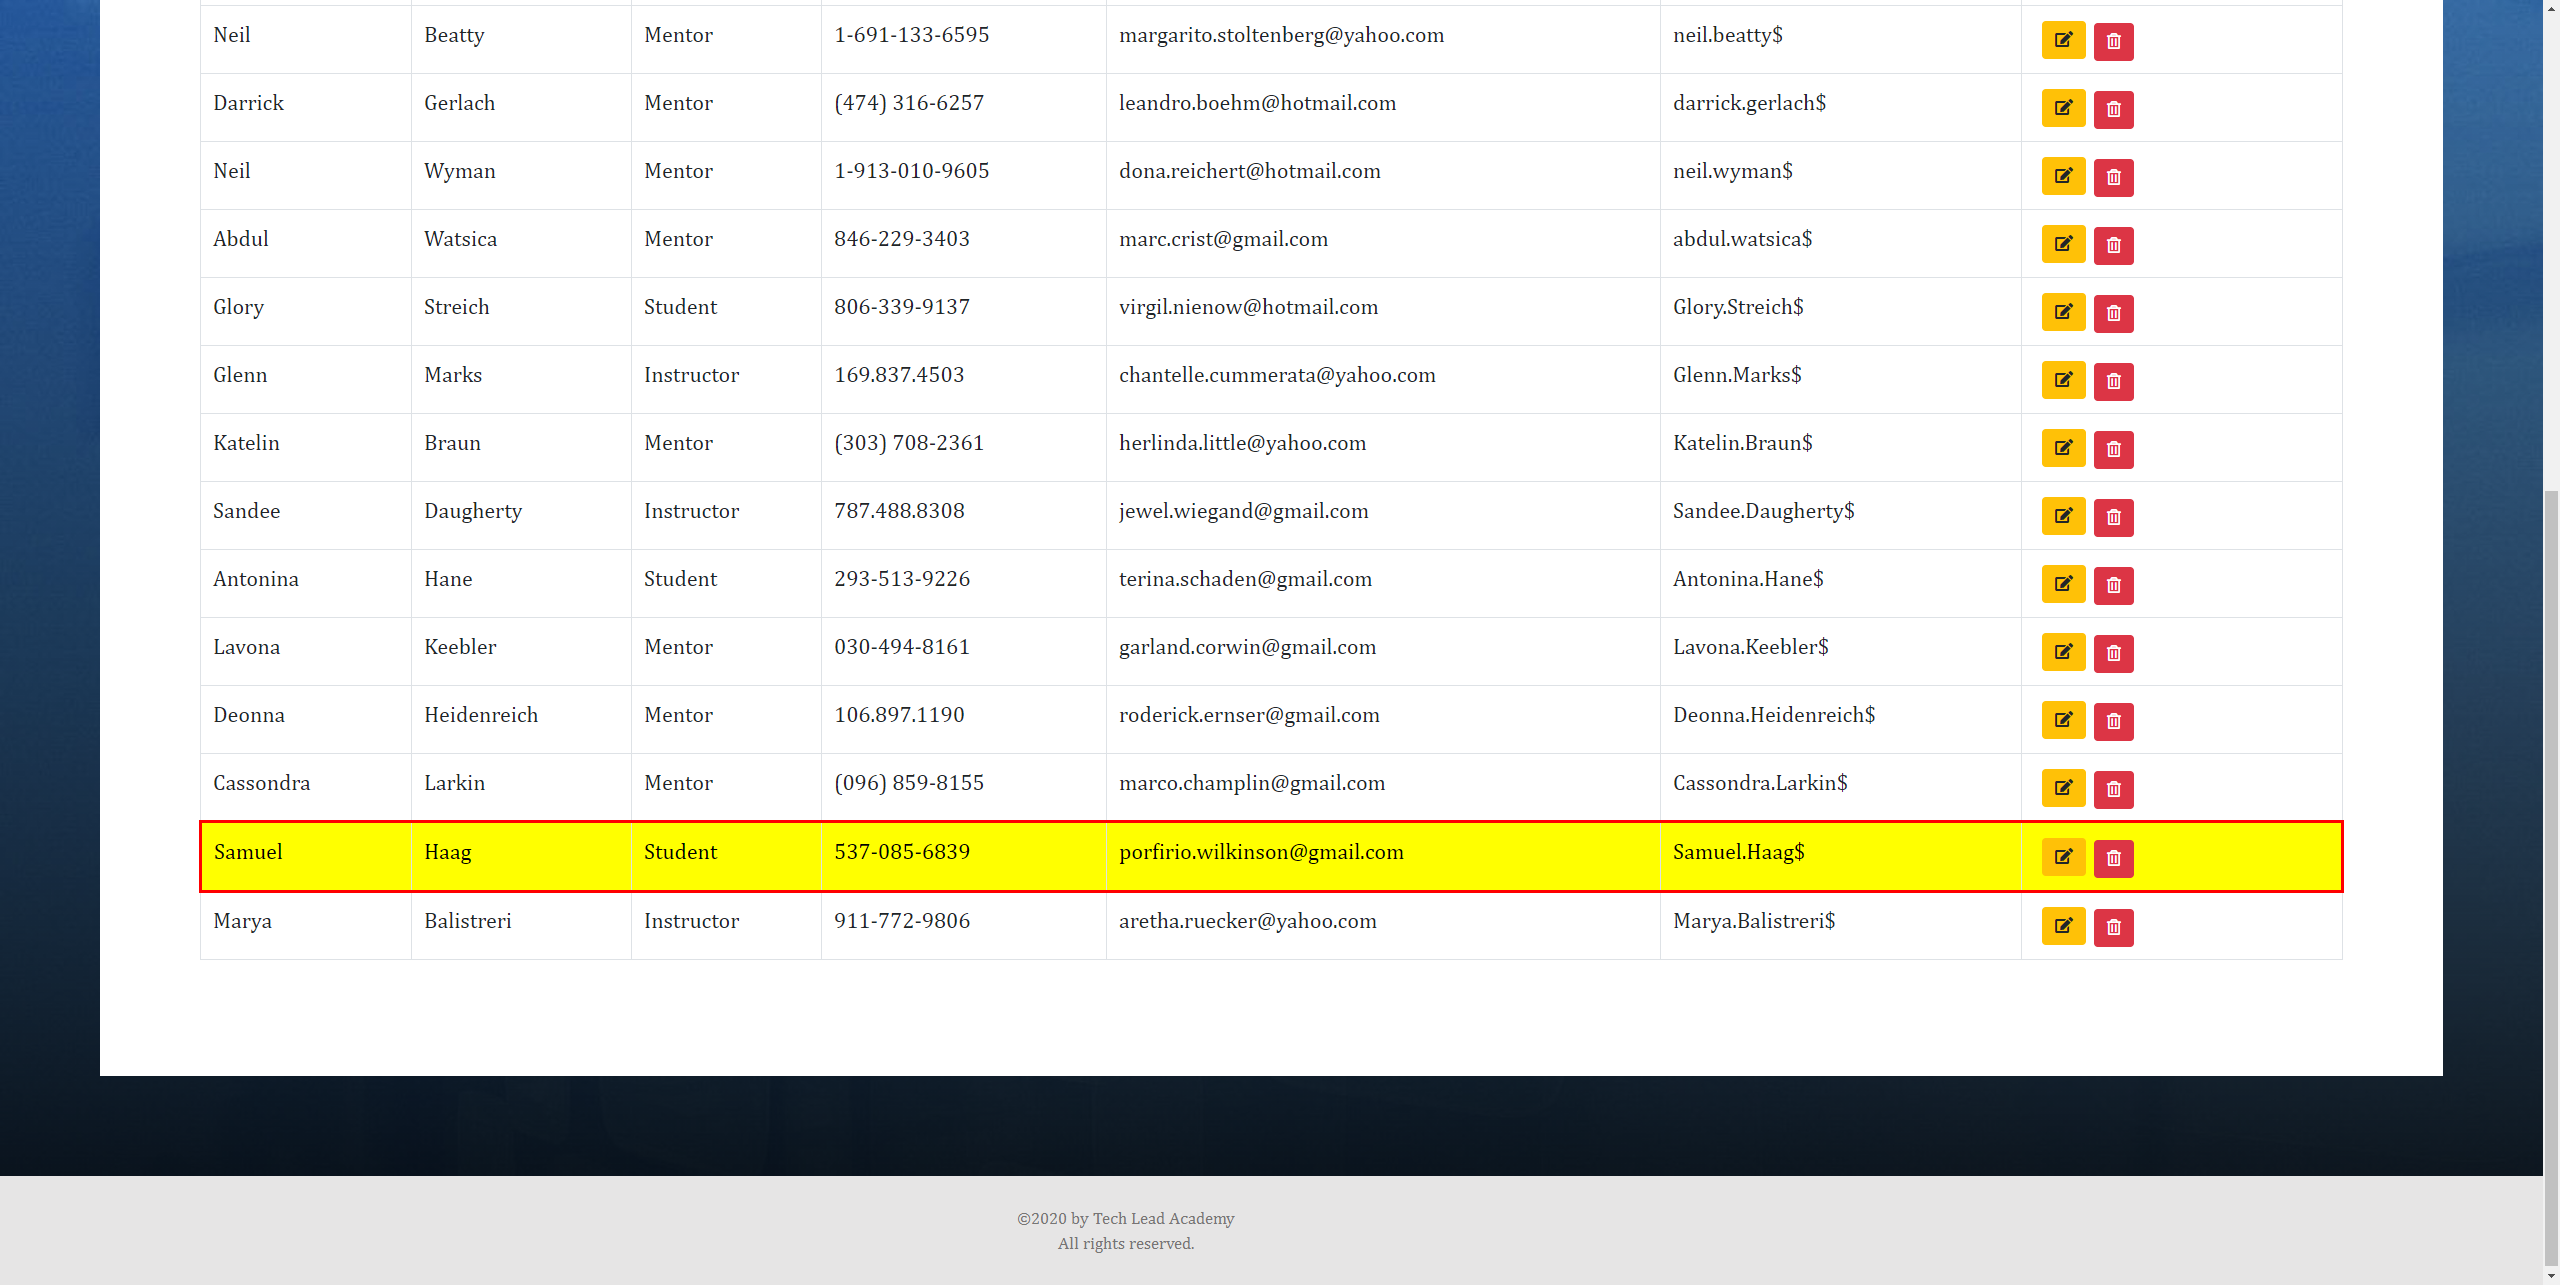 Neil Beatty Mentor 1-691-133-6595 margarito.stoltenberg@yahoo.com neil.beatty$
Darrick Gerlach Mentor (474) 316-6257 leandro.boehm@hotmail.com darrick.gerlach$
Neil Wyman Mentor 1-913-010-9605 dona.reichert@hotmail.com neil.wyman$
Abdul Watsica Mentor 846-229-3403 marc.crist@gmail.com abdul.watsica$
Glory Streich Student 806-339-9137 virgil.nienow@hotmail.com Glory.Streich$
Glenn Marks Instructor 169.837.4503 chantelle.cummerata@yahoo.com Glenn.Marks$
Katelin Braun Mentor (303) 708-2361 herlinda.little@yahoo.com Katelin.Braun$
Sandee Daugherty Instructor 787.488.8308 jewel.wiegand@gmail.com Sandee.Daugherty$
Antonina Hane Student 293-513-9226 terina.schaden@gmail.com Antonina.Hane$
Lavona Keebler Mentor 030-494-8161 garland.corwin@gmail.com Lavona.Keebler$
Deonna Heidenreich Mentor 106.897.1190 roderick.ernser@gmail.com Deonna.Heidenreich$
Cassondra Larkin Mentor (096) 859-8155 marco.champlin@gmail.com Cassondra.Larkin$
Samuel Haag Student 537-085-6839 porfirio.wilkinson@gmail.com Samuel.Haag$
Marya Balistreri Instructor 911-772-9806 aretha.ruecker@yahoo.com Marya.Balistreri$
©2020 by Tech Lead Academy
All rights reserved.